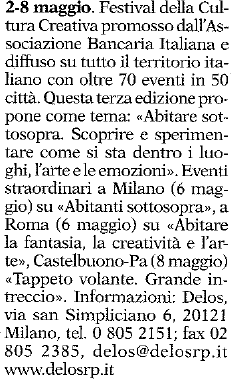 2-8 maggio. Festival della Cul-
tura Creativa promosso dall'As-
sociazione Bancaria Italiana e
diffuso su tutto il territorio ita-
liano con oltre 70 eventi in 50
città. Questa terza edizione pro-
pone come tema: «Abitare sot-
tosopra. Scoprire e sperimen-
tare come si sta dentro i luo-
ghi, l'arte e le emozioni». Eventi
straordinari a Milano (6 mag-
gio) su «Abitanti sottosopra», a
Roma (6 maggio) su «Abitare
la fantasia, la creatività e l'ar-
te», Castelbuono-Pa (8 maggio)
«Tappeto volante. Grande in-
treccio». Informazioni: Delos,
via san Simpliciano 6, 20121
Milano, tel. 0 805 2151; fax 02
805 2385, delos@delosrp.it
www.delosrp.it